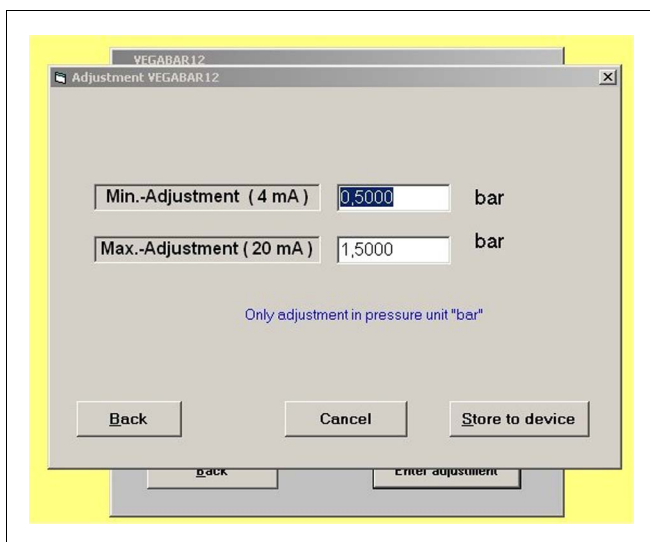 VEGABAR12
Adjustment VEGABAR12
Min.-Adjustment ( 4 mA ) 0,5000 bar
Max.-Adjustment ( 20 mA ) 1,5000 bar
Only adjustment in pressure unit "bar"
Back Cancel Store to device
Back Enter adjustment